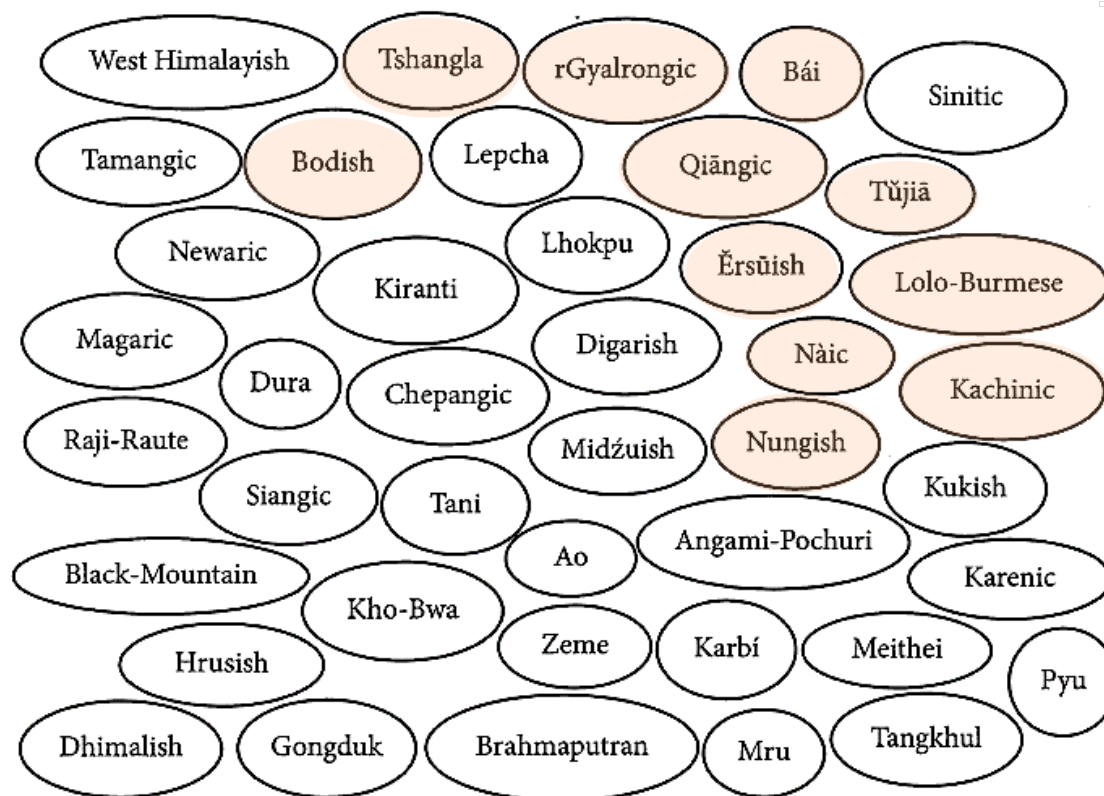 West Himalayish
Tshangla
rGyalrongic
Bái
Sinitic
Tamangic
Bodish
Lepcha
Qiāngic
Tǔjiā
Newaric
Kiranti
Lhokpu
Ěrsūish
Lolo-Burmese
Magaric
Dura
Chepangic
Digarish
Nàic
Kachinic
Raji-Raute
Siangic
Tani
Midźuish
Nungish
Kukish
Black-Mountain
Kho-Bwa
Ao
Angami-Pochuri
Karenic
Hrusish
Zeme
Karbí
Meithei
Pyu
Dhimalish
Gongduk
Brahmaputran
Mru
Tangkhul